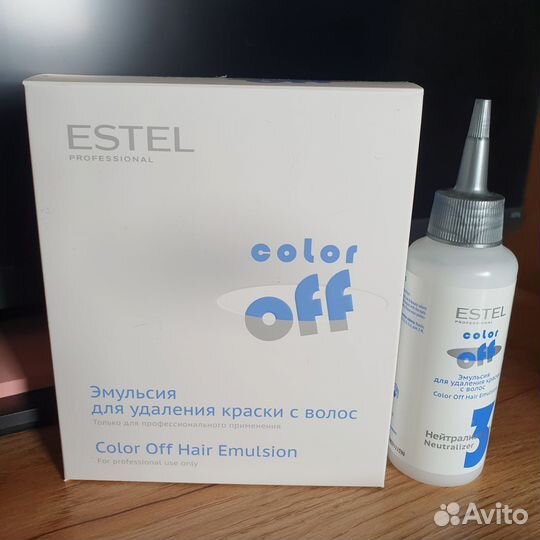 ESTEL
PROFESSIONAL
color
off
Эмульсия
для удаления краски с волос
Только для профессионального применения
Color Off Hair Emulsion
For professional use only
ESTEL
PROFESSIONAL
color
off
Эмульсия
для удаления краски
с волос
Color Off Hair Emulsion
3
Neutralizer
Avito